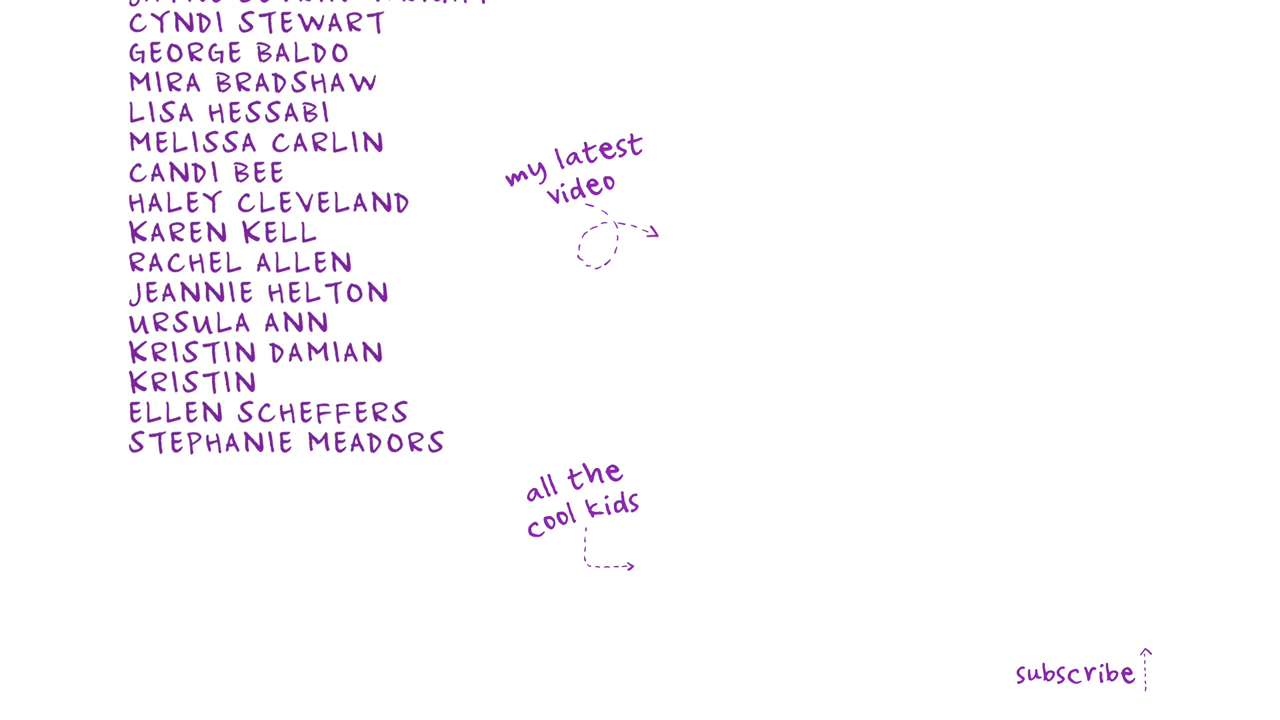 CYNDI STEWART
GEORGE BALDO
MIRA BRADSHAW
LISA HESSABI
MELISSA CARLIN
CANDI BEE
HALEY CLEVELAND
KAREN KELL
RACHEL ALLEN
JEANNIE HELTON
URSULA ANN
KRISTIN DAMIAN
KRISTIN
ELLEN SCHEFFERS
STEPHANIE MEADORS
my latest
video
all the
cool kids
subscribe